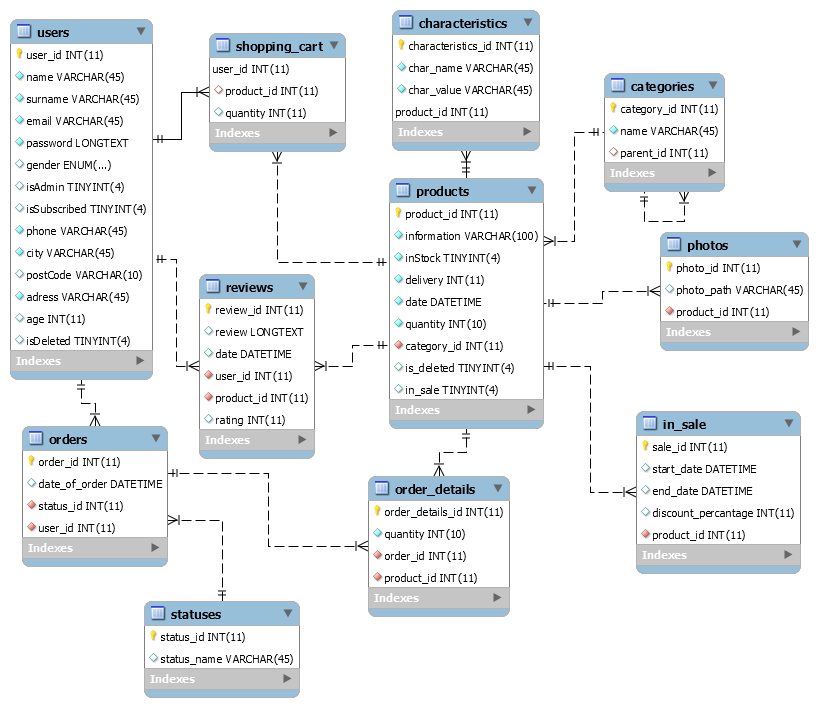 users
user_id INT(11)
name VARCHAR(45)
surname VARCHAR(45)
email VARCHAR(45)
password LONGTEXT
gender ENUM(...)
isAdmin TINYINT(4)
isSubscribed TINYINT(4)
phone VARCHAR(45)
city VARCHAR(45)
postCode VARCHAR(10)
adress VARCHAR(45)
age INT(11)
isDeleted TINYINT(4)
Indexes
shopping_cart
user_id INT(11)
product_id INT(11)
quantity INT(11)
Indexes
characteristics
characteristics_id INT(11)
char_name VARCHAR(45)
char_value VARCHAR(45)
product_id INT(11)
Indexes
categories
category_id INT(11)
name VARCHAR(45)
parent_id INT(11)
Indexes
products
product_id INT(11)
information VARCHAR(100)
inStock TINYINT(4)
delivery INT(11)
date DATETIME
quantity INT(10)
category_id INT(11)
is_deleted TINYINT(4)
in_sale TINYINT(4)
Indexes
photos
photo_id INT(11)
photo_path VARCHAR(45)
product_id INT(11)
Indexes
reviews
review_id INT(11)
review LONGTEXT
date DATETIME
user_id INT(11)
product_id INT(11)
rating INT(11)
Indexes
in_sale
sale_id INT(11)
start_date DATETIME
end_date DATETIME
discount_percantage INT(11)
product_id INT(11)
Indexes
orders
order_id INT(11)
date_of_order DATETIME
status_id INT(11)
user_id INT(11)
Indexes
order_details
order_details_id INT(11)
quantity INT(10)
order_id INT(11)
product_id INT(11)
Indexes
statuses
status_id INT(11)
status_name VARCHAR(45)
Indexes